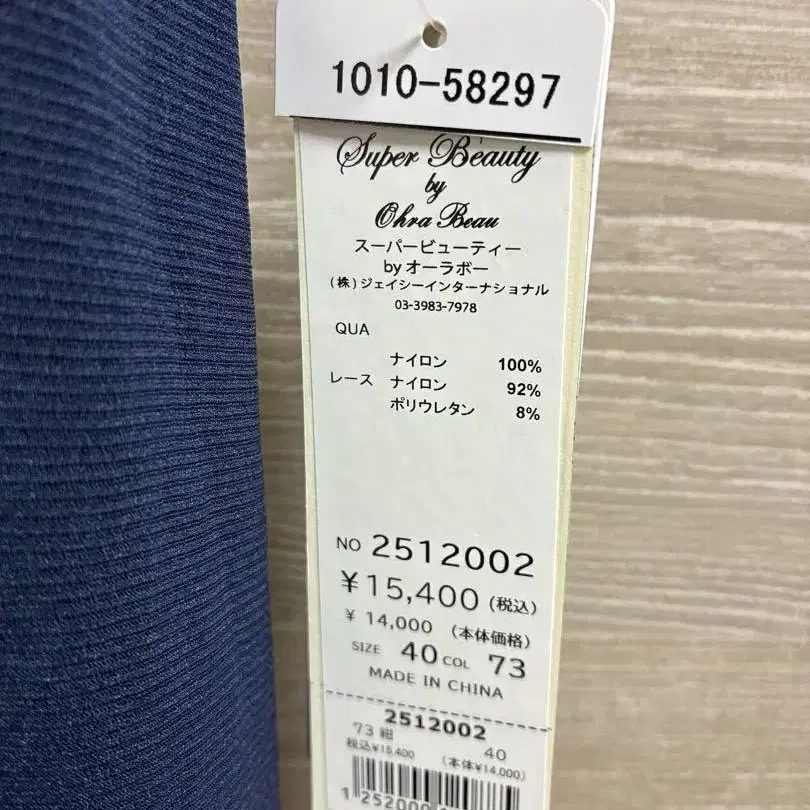 1010-58297
Super Beauty
by
Ohra Beau
スーパービューティー
by オーラボー
(株)ジェイシーインターナショナル
03-3983-7978
QUA
ナイロン 100%
レース ナイロン 92%
ポリウレタン 8%
NO 2512002
¥15,400 (税込)
¥ 14,000 (本体価格)
SIZE 40 COL 73
MADE IN CHINA
2512002
73 紺 40
税込¥15,400 (本体¥14,000)